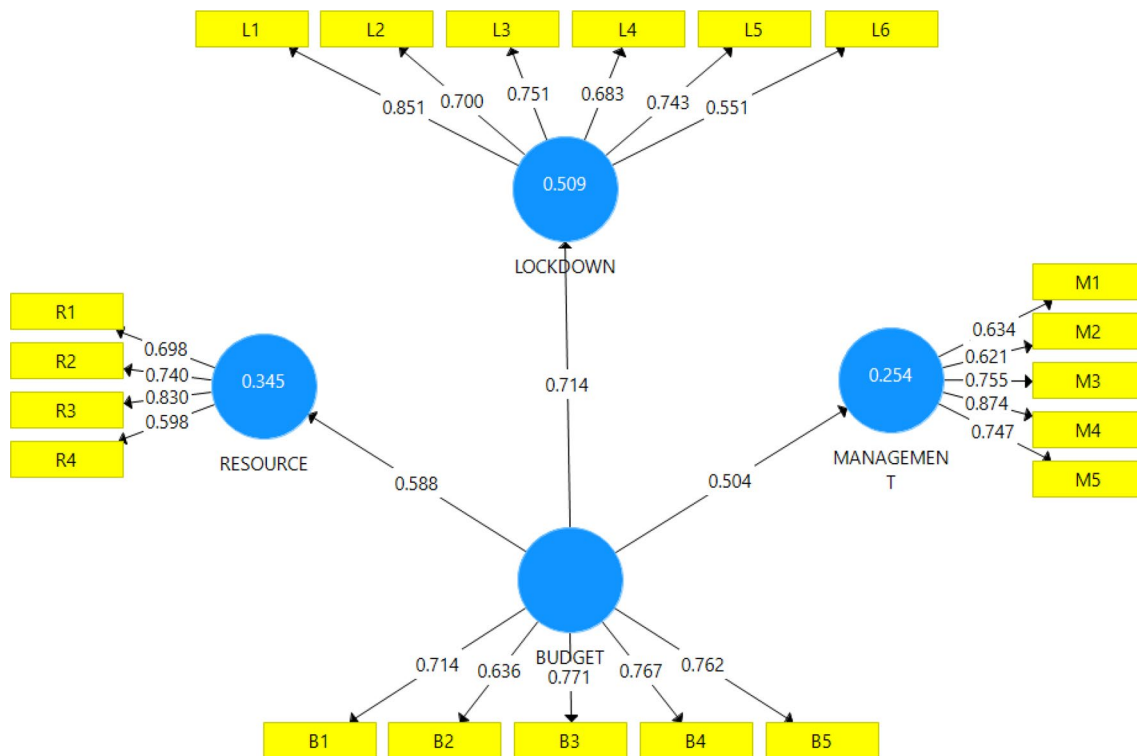 L1
L2
L3
L4
L5
L6
0.851
0.700
0.751
0.683
0.743
0.551
0.509
LOCKDOWN
R1
R2
R3
R4
0.698
0.740
0.830
0.598
0.345
RESOURCE
0.714
M1
M2
M3
M4
M5
0.634
0.621
0.755
0.874
0.747
0.254
MANAGEMEN
T
0.588
0.504
BUDGET
0.714
0.636
0.771
0.767
0.762
B1
B2
B3
B4
B5